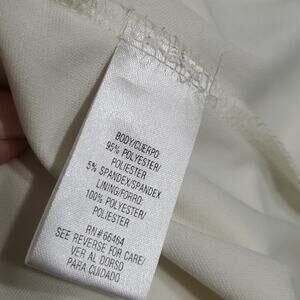 BODY/CUERPO:
95% POLYESTER/
POLIESTER
5% SPANDEX/SPANDEX
LINING/FORRO:
100% POLYESTER/
POLIESTER
RN#66464
SEE REVERSE FOR CARE/
VER AL DORSO
PARA CUIDADO